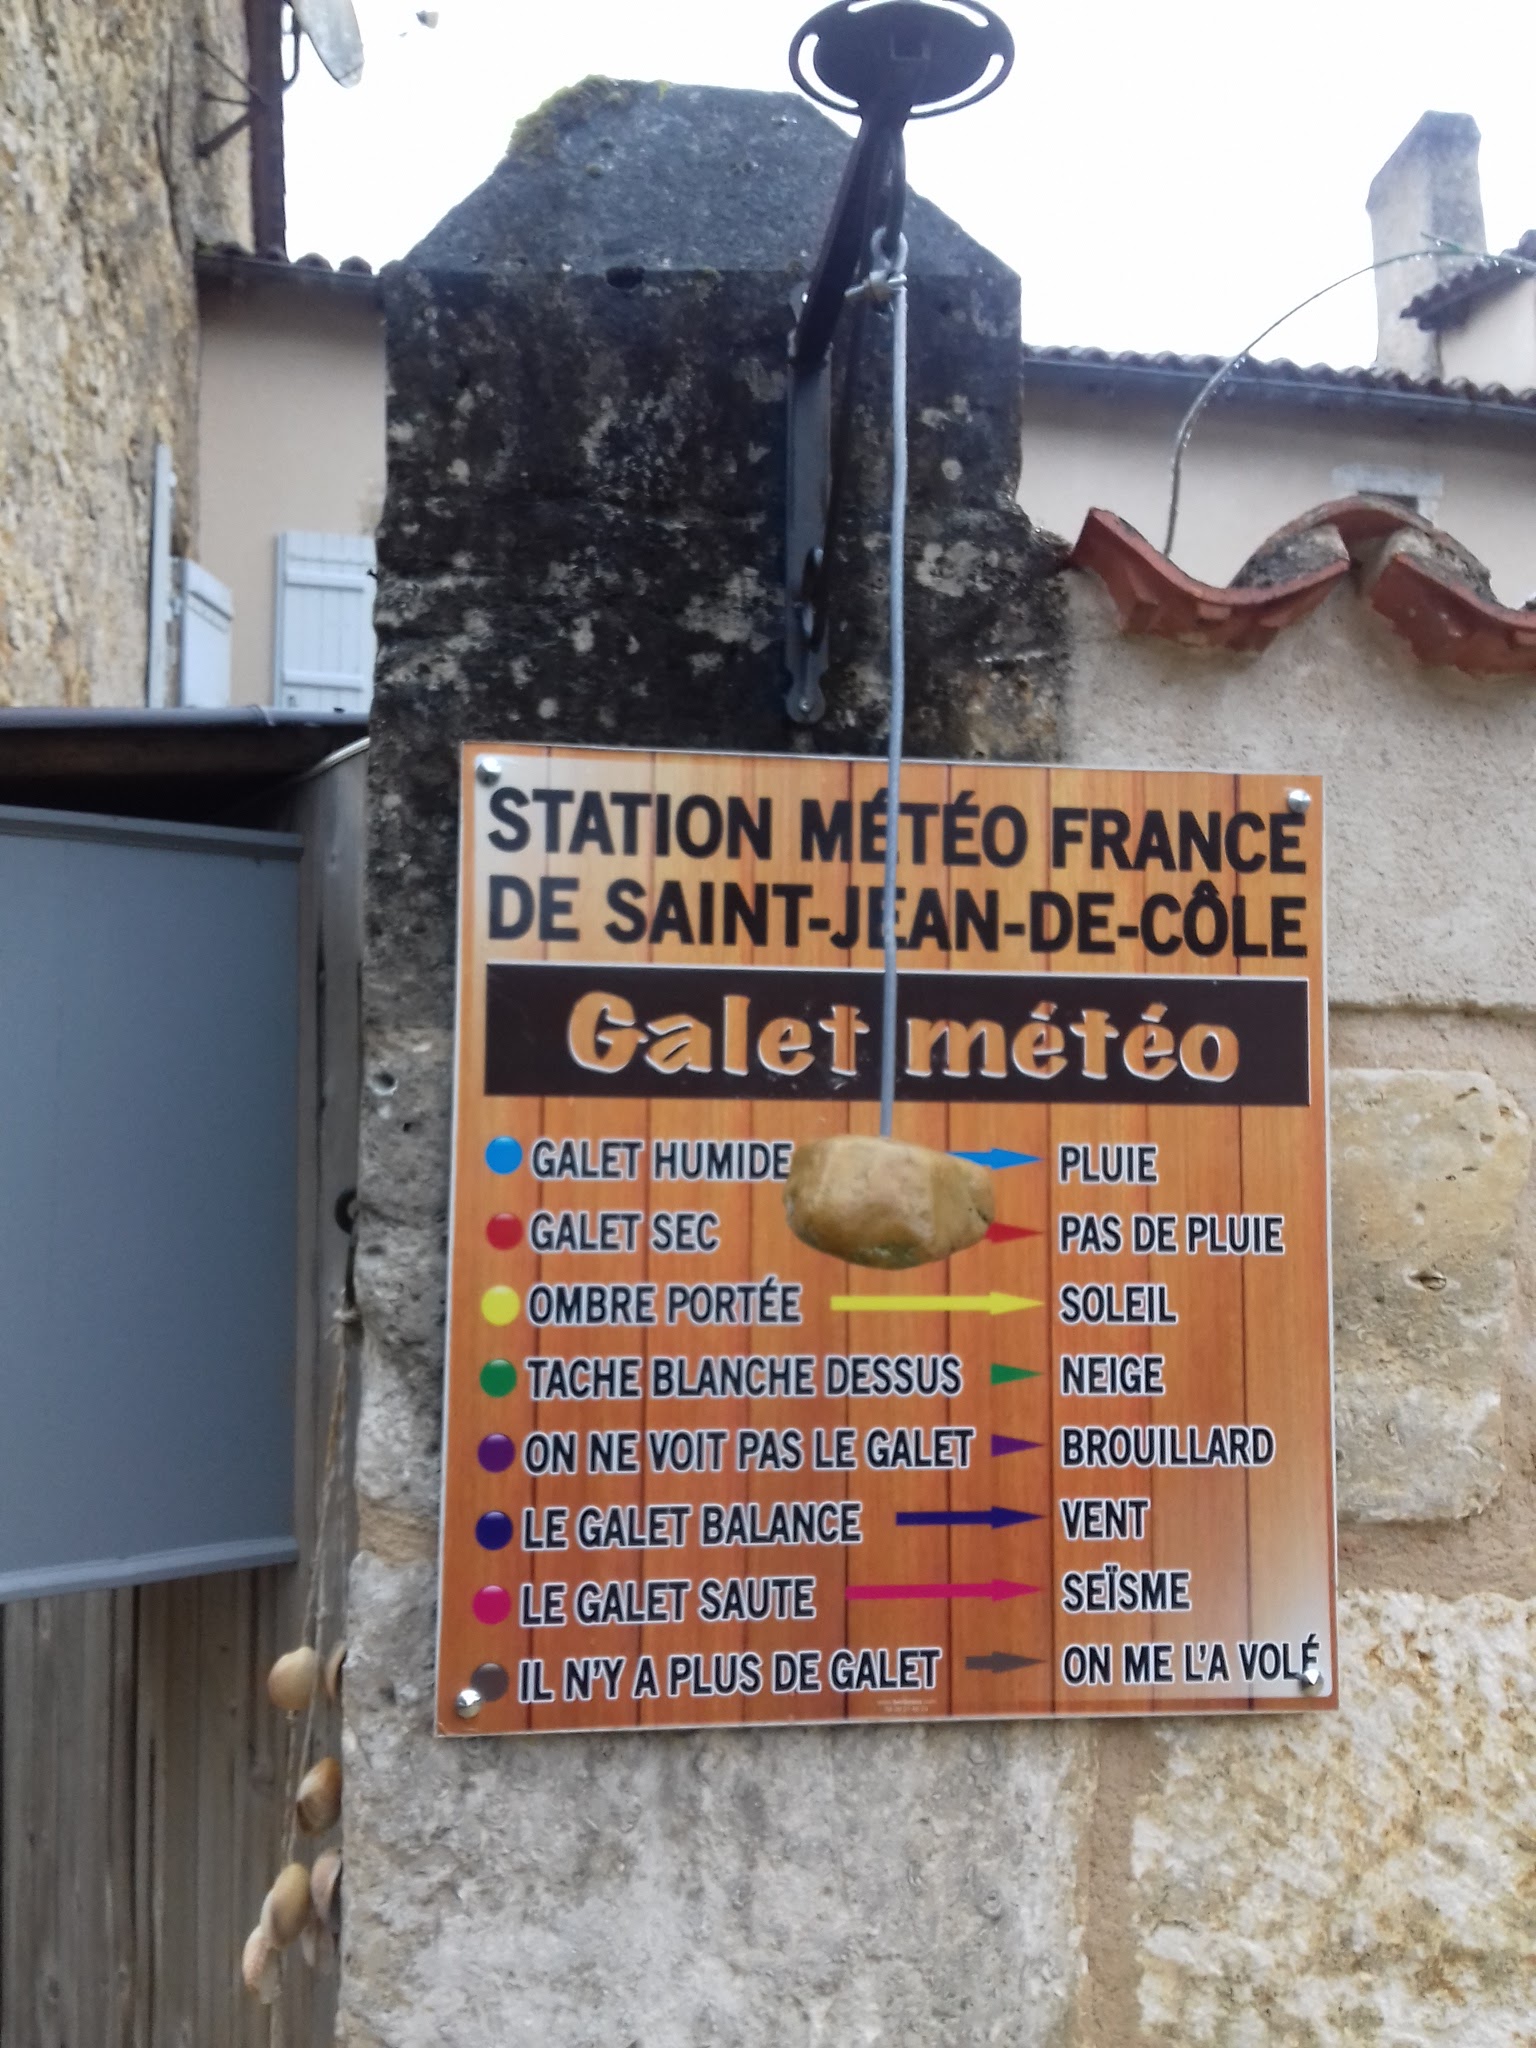 STATION MÉTÉO FRANCE
DE SAINT-JEAN-DE-CÔLE
Galet météo
GALET HUMIDE PLUIE
GALET SEC PAS DE PLUIE
OMBRE PORTÉE SOLEIL
TACHE BLANCHE DESSUS NEIGE
ON NE VOIT PAS LE GALET BROUILLARD
LE GALET BALANCE VENT
LE GALET SAUTE SEÏSME
IL N'Y A PLUS DE GALET ON ME L'A VOLÉ